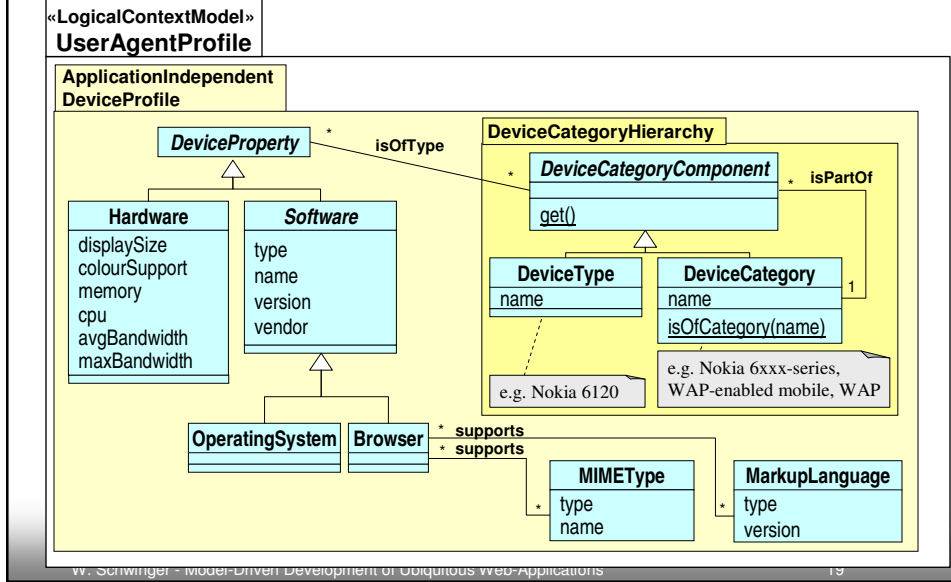 «LogicalContextModel»
UserAgentProfile
ApplicationIndependent
DeviceProfile
DeviceProperty
*
isOfType
*
DeviceCategoryHierarchy
DeviceCategoryComponent
get()
* isPartOf
1
Hardware
displaySize
colourSupport
memory
cpu
avgBandwidth
maxBandwidth
Software
type
name
version
vendor
DeviceType
name
DeviceCategory
name
isOfCategory(name)
e.g. Nokia 6120
e.g. Nokia 6xxx-series,
WAP-enabled mobile, WAP
OperatingSystem
Browser
* supports
* supports
*
MIMEType
type
name
*
MarkupLanguage
type
version
W. Schwinger - Model-Driven Development of Ubiquitous Web-Applications
19